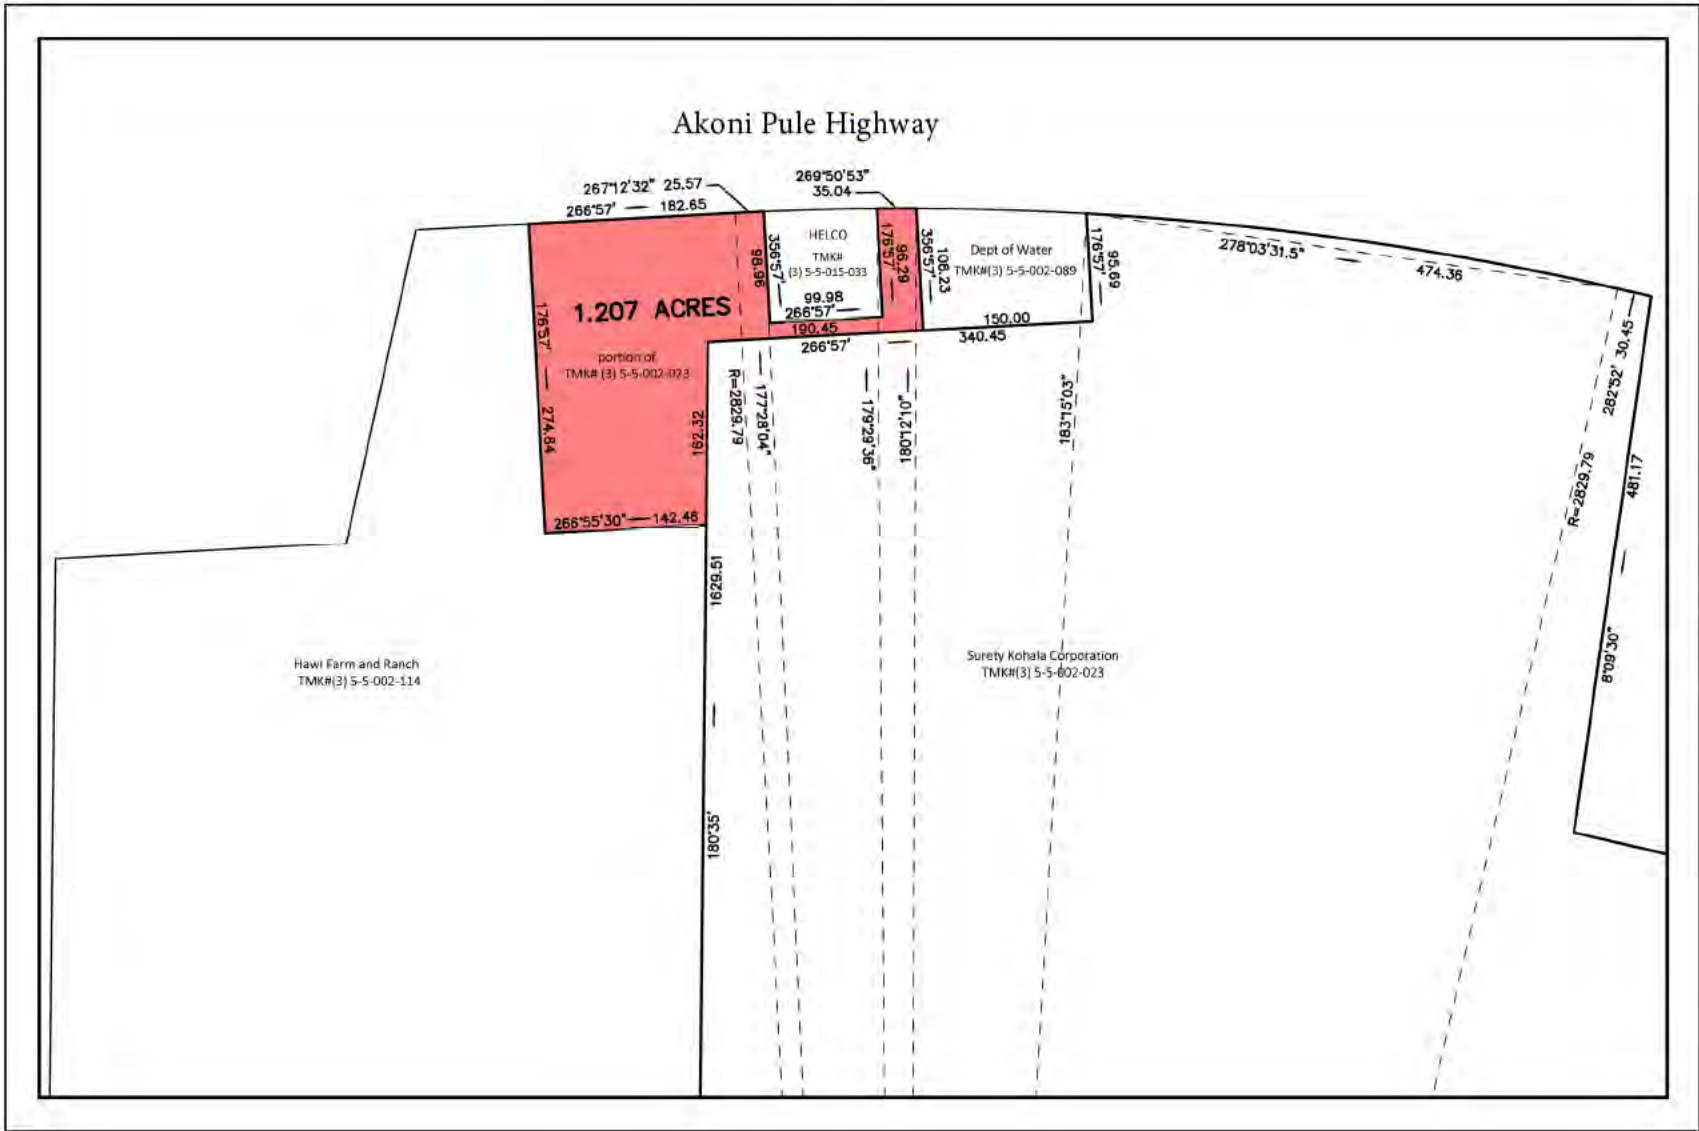 Akoni Pule Highway
267°12'32" 25.57
266°57' — 182.65
269°50'53"
35.04
HELCO
TMK#
(3) 5-5-015-033
356°57'
98.96
99.98
266°57'
176°57'
96.29
356°57'
106.23
Dept of Water
TMK#(3) 5-5-002-089
176°57'
95.69
278°03'31.5"
474.36
1.207 ACRES
portion of
TMK# (3) 5-5-002-023
176°57'
274.84
162.32
266°55'30" — 142.46
190.45
266°57'
150.00
340.45
R=2829.79
177°28'04"
179°29'36"
180°12'10"
183°15'03"
282°52' 30.45
R=2829.79
481.17
8°09'30"
1629.51
180°35'
Hawi Farm and Ranch
TMK#(3) 5-5-002-114
Surety Kohala Corporation
TMK#(3) 5-5-002-023